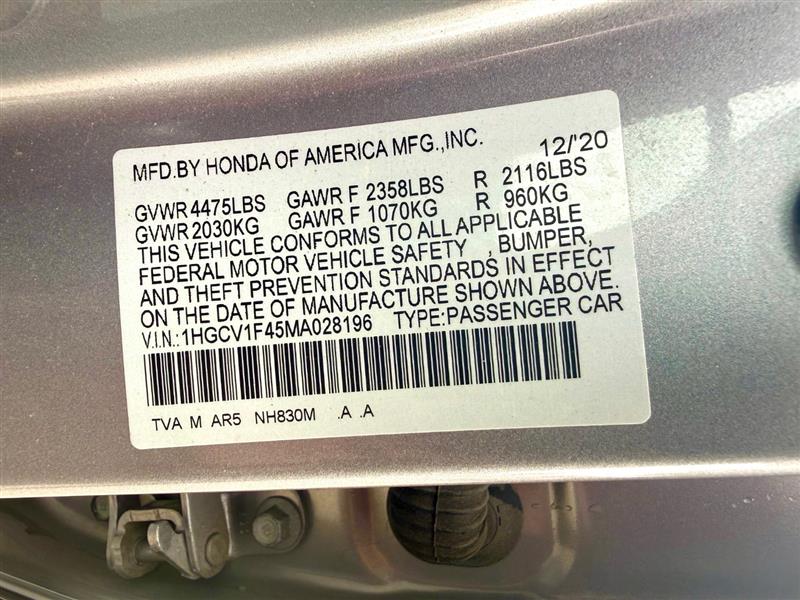 MFD.BY HONDA OF AMERICA MFG.,INC. 12/'20
GVWR 4475LBS GAWR F 2358LBS R 2116LBS
GVWR 2030KG GAWR F 1070KG R 960KG
THIS VEHICLE CONFORMS TO ALL APPLICABLE
FEDERAL MOTOR VEHICLE SAFETY , BUMPER,
AND THEFT PREVENTION STANDARDS IN EFFECT
ON THE DATE OF MANUFACTURE SHOWN ABOVE.
V.I.N.:1HGCV1F45MA028196 TYPE:PASSENGER CAR
TVA M AR5 NH830M .A .A